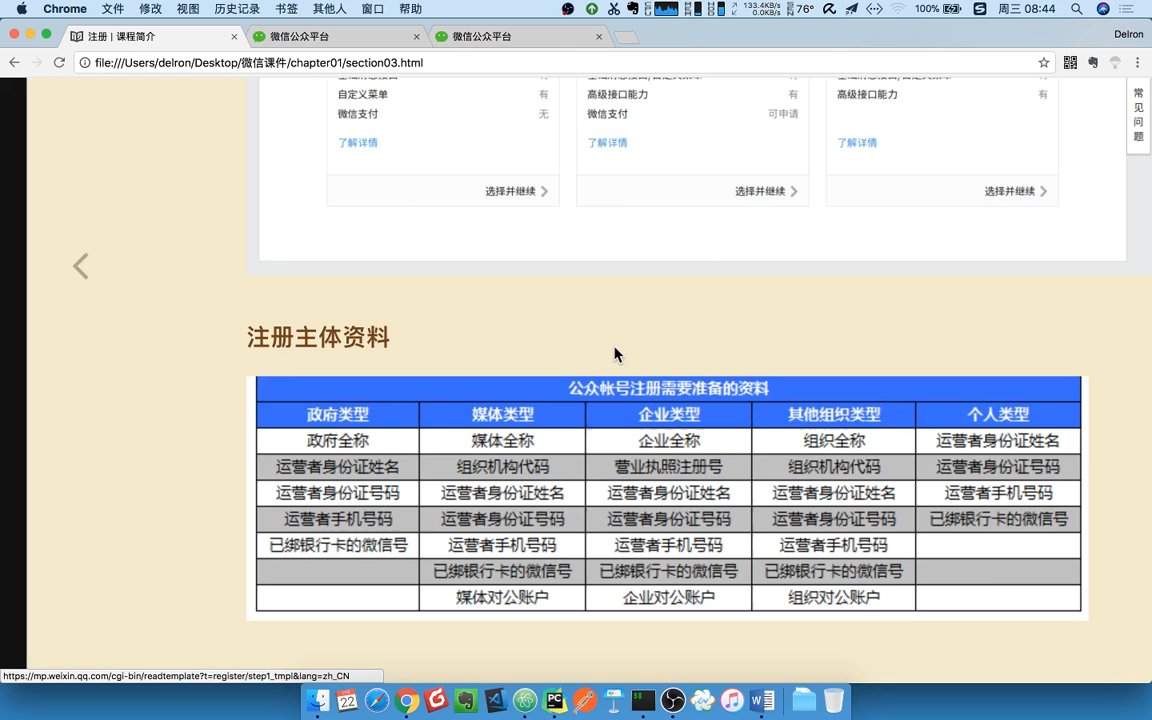 Chrome 文件 修改 视图 历史记录 书签 其他人 窗口 帮助 133.4KB/s 0.0KB/s 76° 100% 周三 08:44
注册 | 课程简介 微信公众平台 微信公众平台 Delron
file:///Users/delron/Desktop/微信课件/chapter01/section03.html
自定义菜单 有 高级接口能力 有 高级接口能力 有
微信支付 无 微信支付 可申请
了解详情 了解详情 了解详情
选择并继续 选择并继续 选择并继续
常见问题
注册主体资料
公众帐号注册需要准备的资料
政府类型 媒体类型 企业类型 其他组织类型 个人类型
政府全称 媒体全称 企业全称 组织全称 运营者身份证姓名
运营者身份证姓名 组织机构代码 营业执照注册号 组织机构代码 运营者身份证号码
运营者身份证号码 运营者身份证姓名 运营者身份证姓名 运营者身份证姓名 运营者手机号码
运营者手机号码 运营者身份证号码 运营者身份证号码 运营者身份证号码 已绑银行卡的微信号
已绑银行卡的微信号 运营者手机号码 运营者手机号码 运营者手机号码
已绑银行卡的微信号 已绑银行卡的微信号 已绑银行卡的微信号
媒体对公账户 企业对公账户 组织对公账户
https://mp.weixin.qq.com/cgi-bin/readtemplate?t=register/step1_tmpl&lang=zh_CN
22
PC